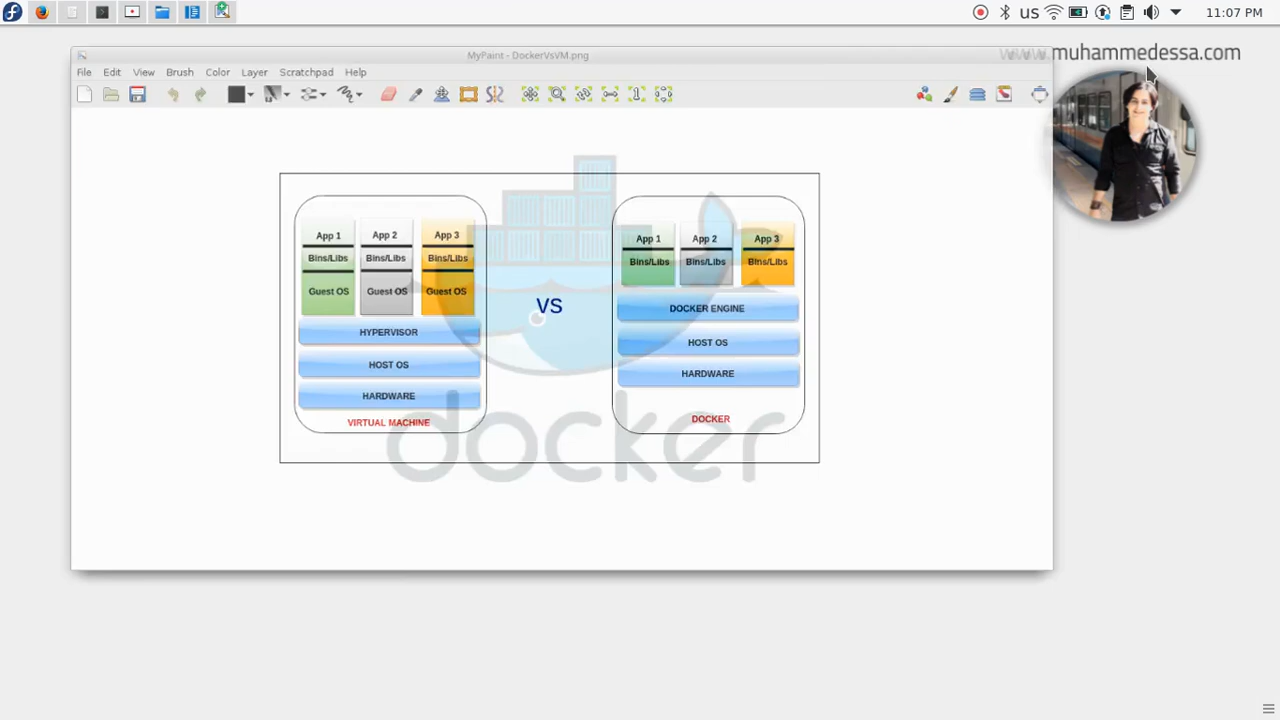 us
11:07 PM
MyPaint - DockerVsVM.png
www.muhammedessa.com
File Edit View Brush Color Layer Scratchpad Help
App 1 App 2 App 3
Bins/Libs Bins/Libs Bins/Libs
Guest OS Guest OS Guest OS
HYPERVISOR
HOST OS
HARDWARE
VIRTUAL MACHINE
VS
App 1 App 2 App 3
Bins/Libs Bins/Libs Bins/Libs
DOCKER ENGINE
HOST OS
HARDWARE
DOCKER
docker